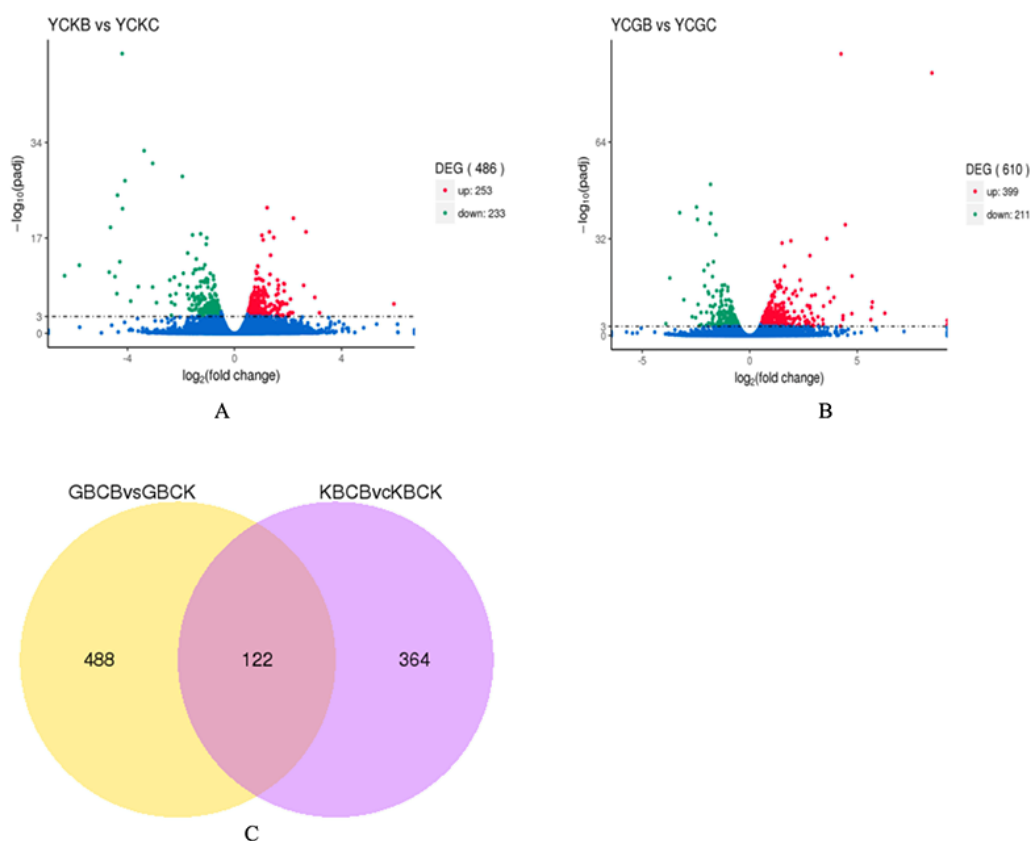 YCKB vs YCKC
−log₁₀(padj)
34
17
3
0
-4
0
4
log₂(fold change)
DEG ( 486 )
up: 253
down: 233
A
YCGB vs YCGC
−log₁₀(padj)
64
32
3
0
-5
0
5
log₂(fold change)
DEG ( 610 )
up: 399
down: 211
B
GBCBvsGBCK
KBCBvcKBCK
488
122
364
C